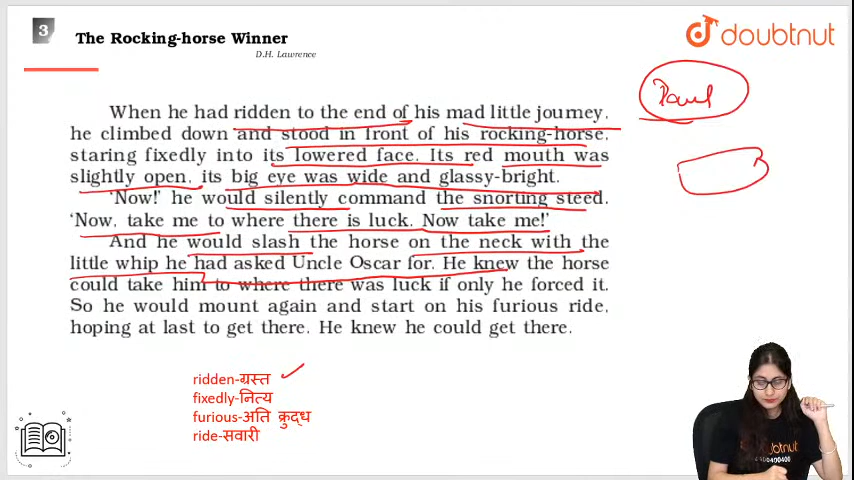 3
The Rocking-horse Winner
D.H. Lawrence
doubtnut
Paul
When he had ridden to the end of his mad little journey,
he climbed down and stood in front of his rocking-horse,
staring fixedly into its lowered face. Its red mouth was
slightly open, its big eye was wide and glassy-bright.
‘Now!’ he would silently command the snorting steed.
‘Now, take me to where there is luck. Now take me!’
And he would slash the horse on the neck with the
little whip he had asked Uncle Oscar for. He knew the horse
could take him to where there was luck if only he forced it.
So he would mount again and start on his furious ride,
hoping at last to get there. He knew he could get there.
ridden-ग्रस्त
fixedly-नित्य
furious-अति क्रुद्ध
ride-सवारी
doubtnut